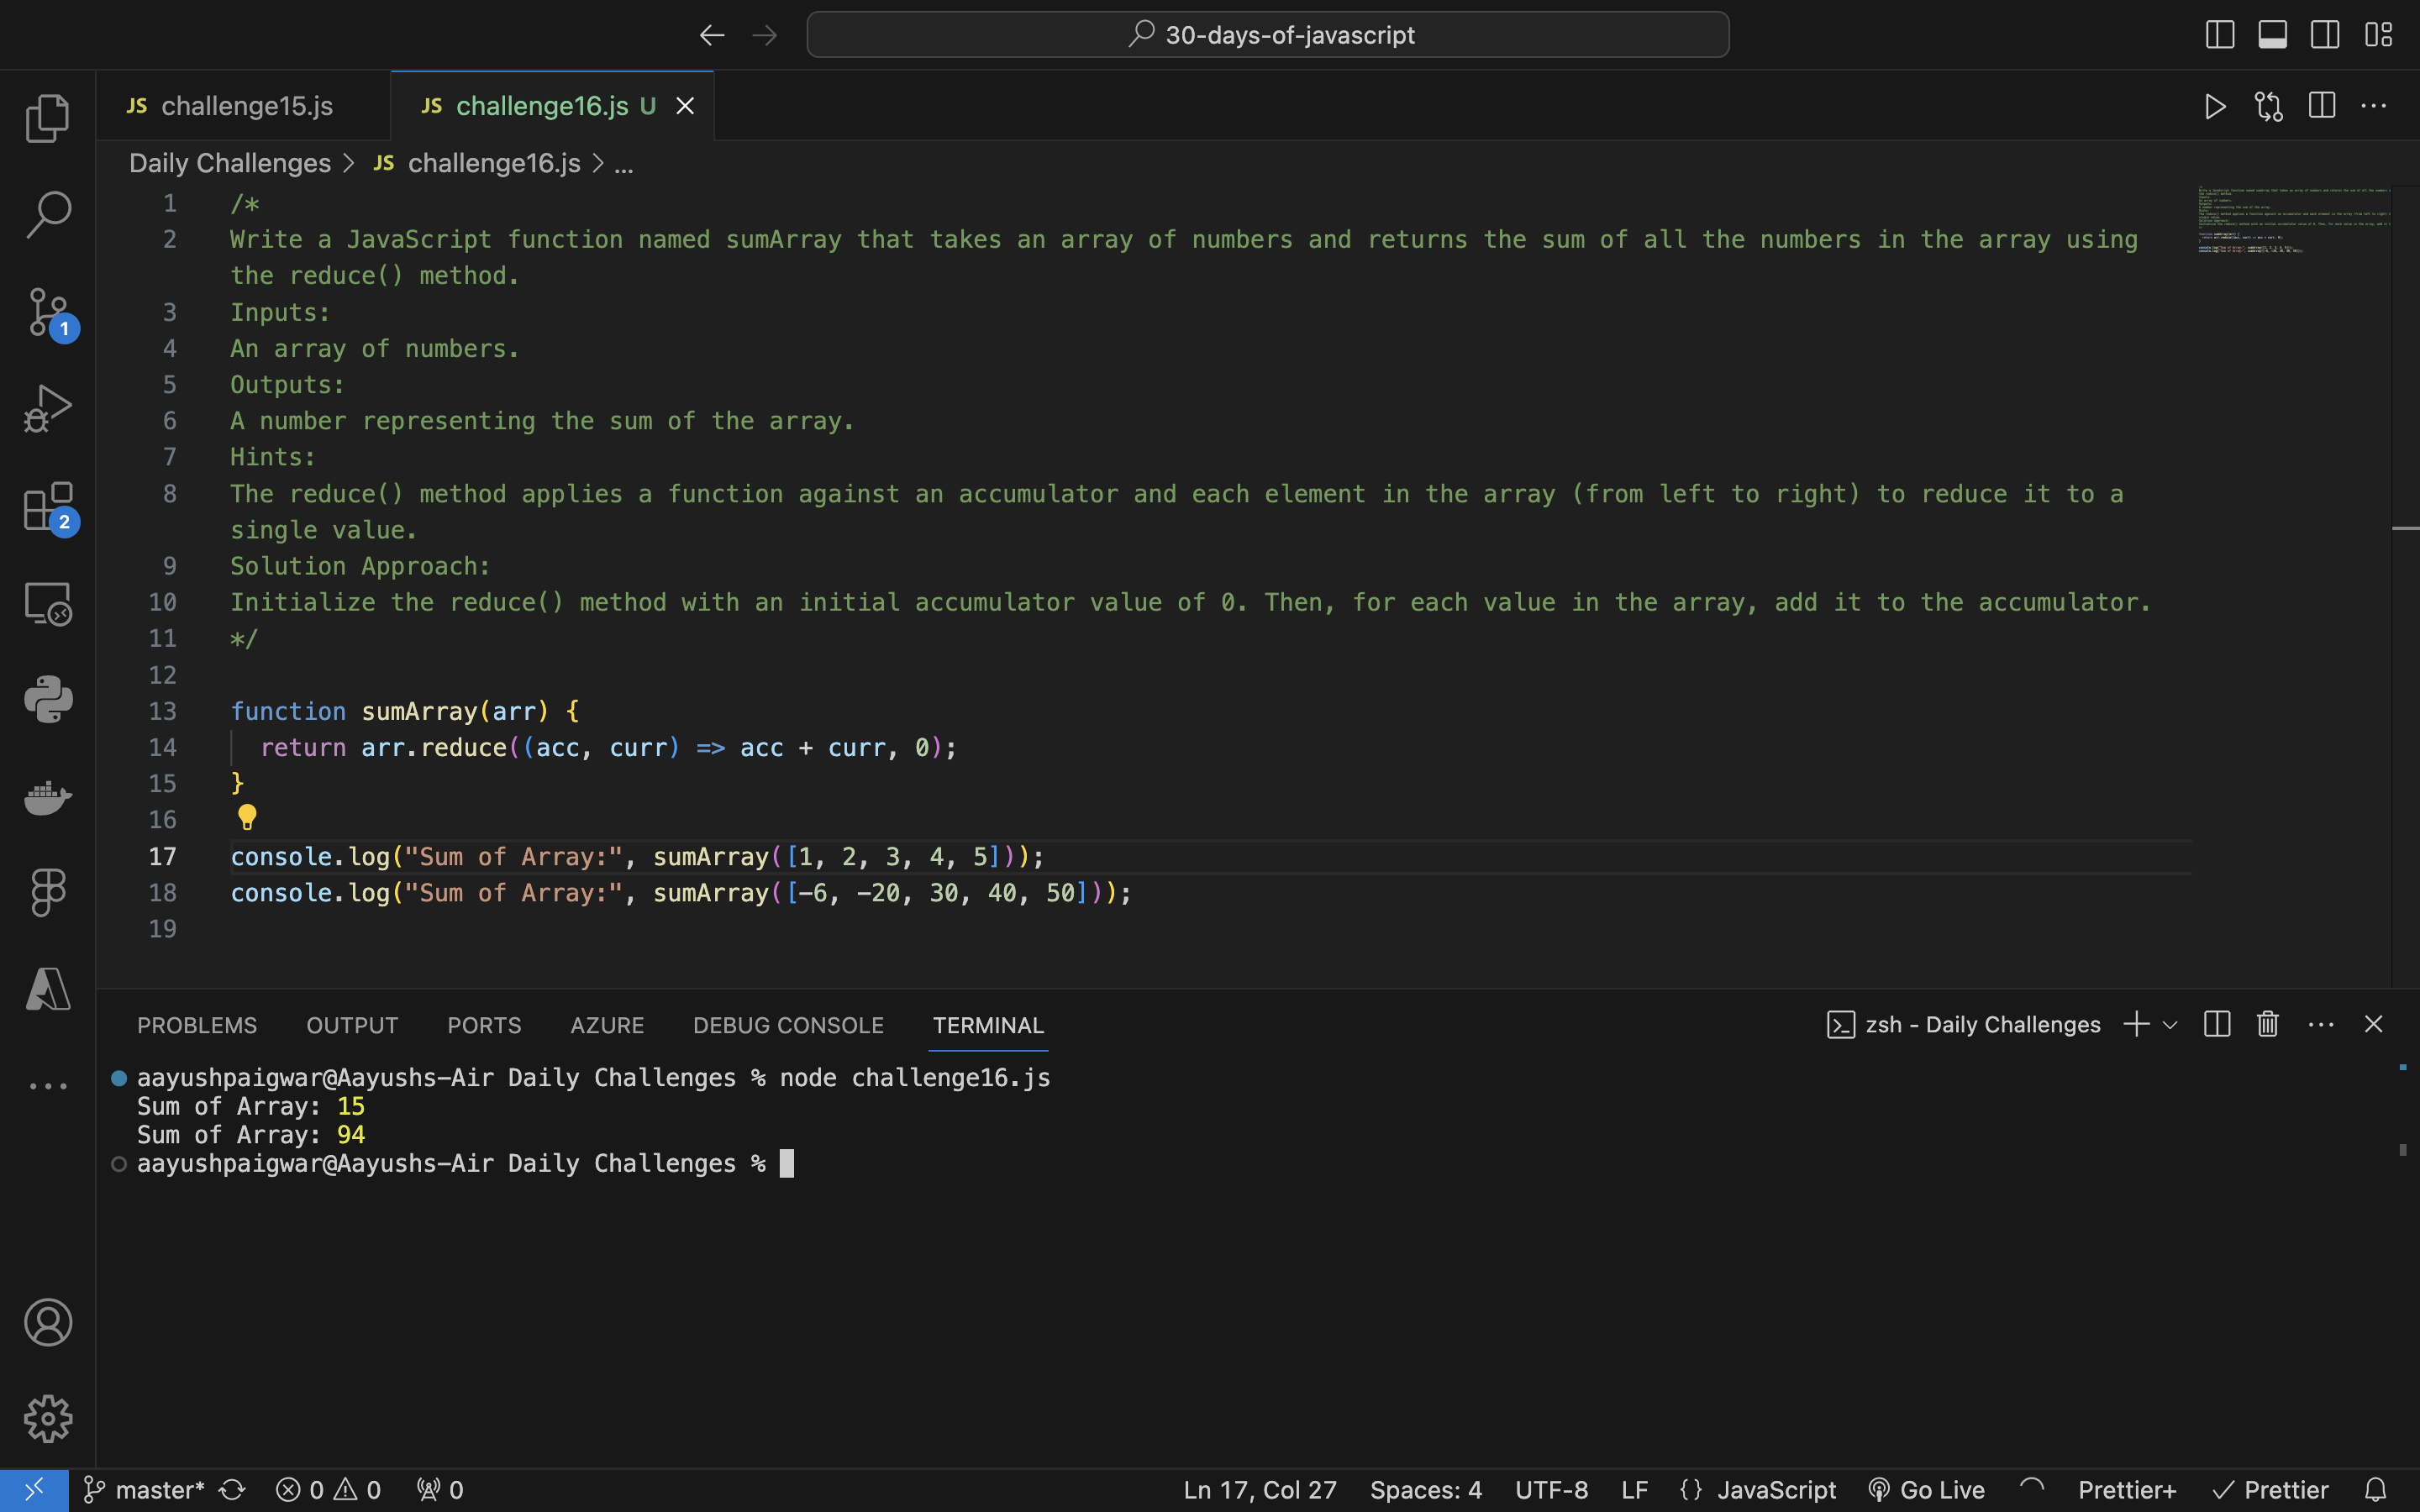 30-days-of-javascript
JS challenge15.js
JS challenge16.js U
Daily Challenges > JS challenge16.js > ...
1 /*
2 Write a JavaScript function named sumArray that takes an array of numbers and returns the sum of all the numbers in the array using
the reduce() method.
3 Inputs:
4 An array of numbers.
5 Outputs:
6 A number representing the sum of the array.
7 Hints:
8 The reduce() method applies a function against an accumulator and each element in the array (from left to right) to reduce it to a
single value.
9 Solution Approach:
10 Initialize the reduce() method with an initial accumulator value of 0. Then, for each value in the array, add it to the accumulator.
11 */
12
13 function sumArray(arr) {
14 return arr.reduce((acc, curr) => acc + curr, 0);
15 }
16
17 console.log("Sum of Array:", sumArray([1, 2, 3, 4, 5]));
18 console.log("Sum of Array:", sumArray([-6, -20, 30, 40, 50]));
19
1
2
PROBLEMS OUTPUT PORTS AZURE DEBUG CONSOLE TERMINAL zsh - Daily Challenges
aayushpaigwar@Aayushs-Air Daily Challenges % node challenge16.js
Sum of Array: 15
Sum of Array: 94
aayushpaigwar@Aayushs-Air Daily Challenges %
master* 0 0 0 Ln 17, Col 27 Spaces: 4 UTF-8 LF {} JavaScript Go Live Prettier+ Prettier